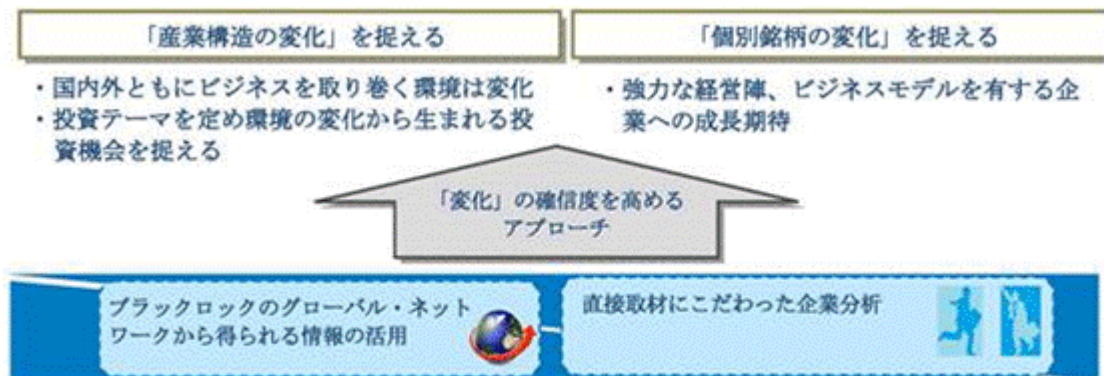 「産業構造の変化」を捉える
「個別銘柄の変化」を捉える
・国内外ともにビジネスを取り巻く環境は変化
・投資テーマを定め環境の変化から生まれる投
資機会を捉える
・強力な経営陣、ビジネスモデルを有する企
業への成長期待
「変化」の確信度を高める
アプローチ
ブラックロックのグローバル・ネット
ワークから得られる情報の活用
直接取材にこだわった企業分析